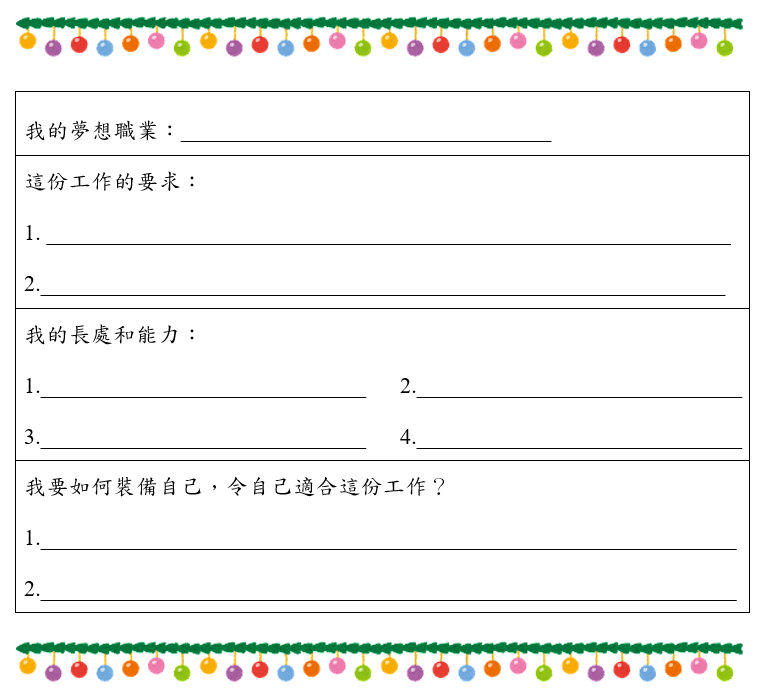 我的夢想職業：
這份工作的要求：
1.
2.
我的長處和能力：
1. 2.
3. 4.
我要如何裝備自己，令自己適合這份工作？
1.
2.